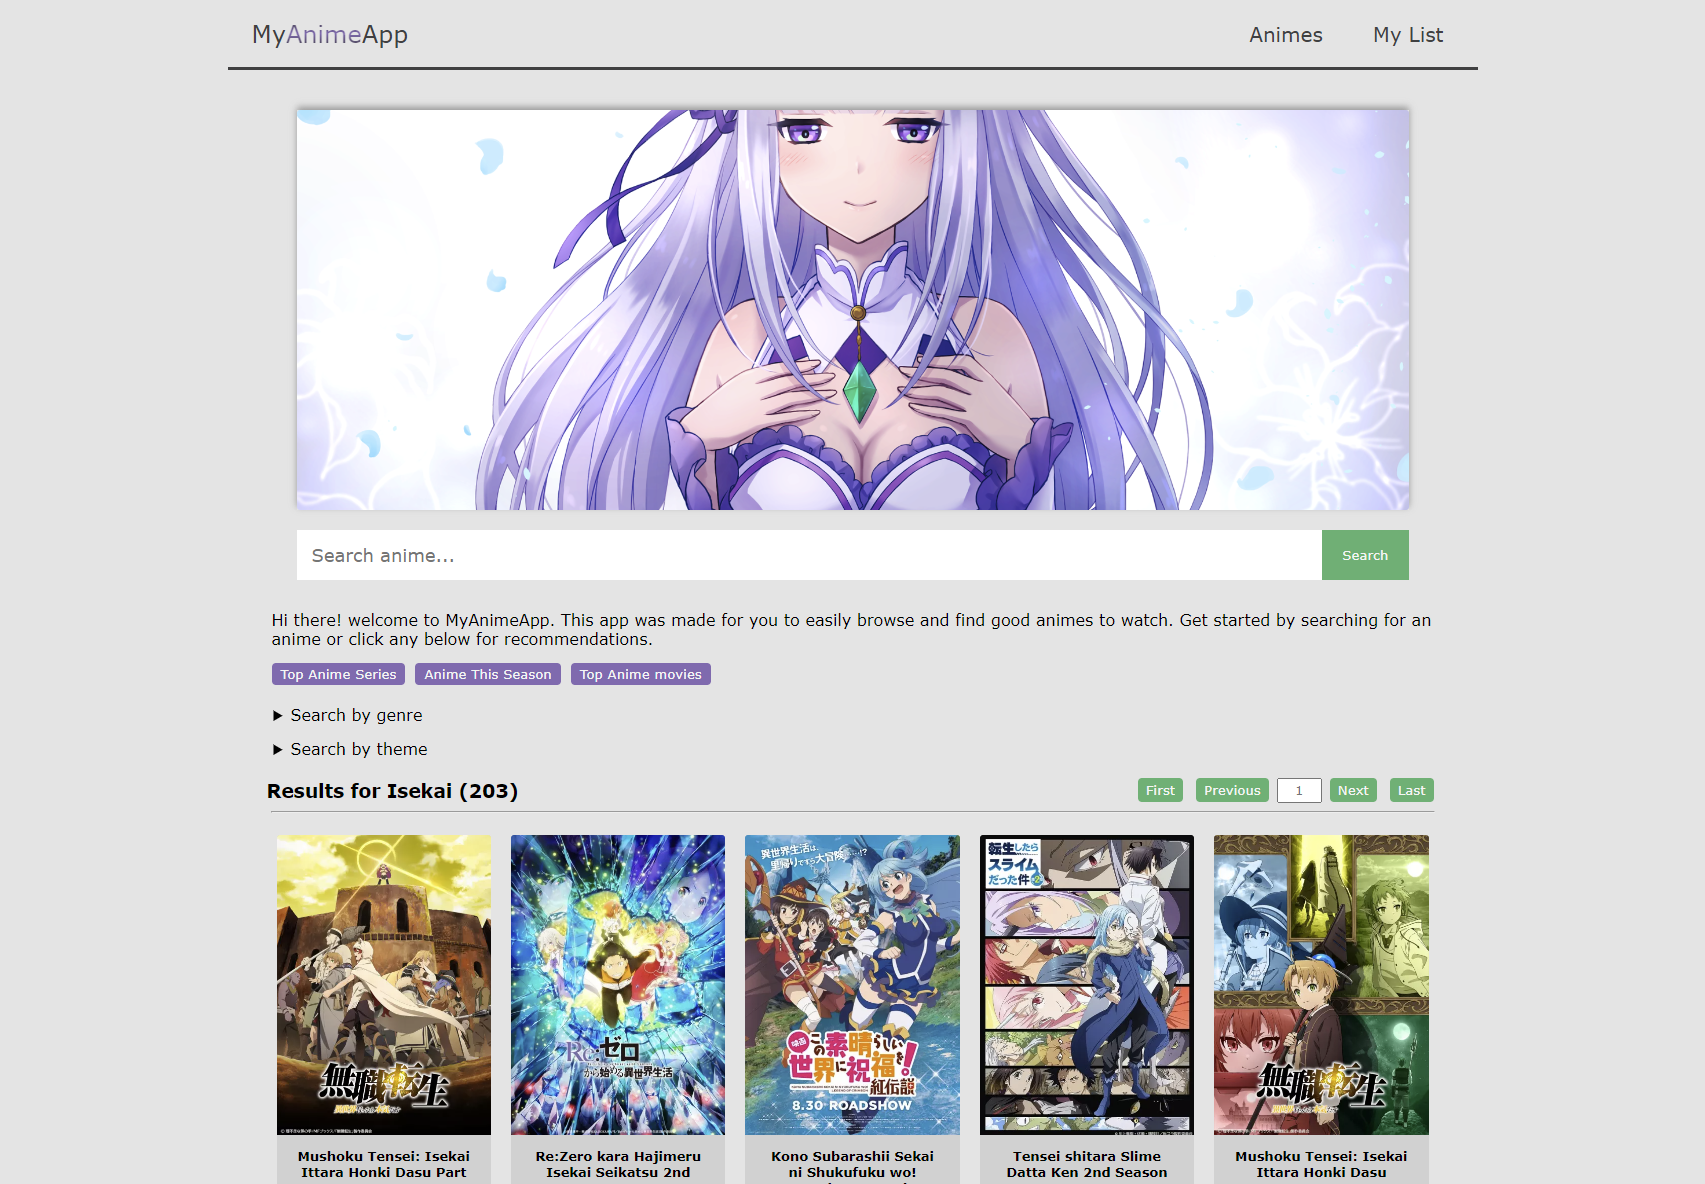 MyAnimeApp
Animes
My List
Search anime...
Search
Hi there! welcome to MyAnimeApp. This app was made for you to easily browse and find good animes to watch. Get started by searching for an
anime or click any below for recommendations.
Top Anime Series
Anime This Season
Top Anime movies
▶ Search by genre
▶ Search by theme
Results for Isekai (203)
First
Previous
1
Next
Last
無職転生
Re:ゼロ
から始める異世界生活
異世界生活は、
里帰りですら大冒険……!?
映画
この素晴らしい
世界に祝福を!
紅伝説
8.30 ROADSHOW
転生したら
スライム
だった件
無職転生
Mushoku Tensei: Isekai
Ittara Honki Dasu Part
Re:Zero kara Hajimeru
Isekai Seikatsu 2nd
Kono Subarashii Sekai
ni Shukufuku wo!
Tensei shitara Slime
Datta Ken 2nd Season
Mushoku Tensei: Isekai
Ittara Honki Dasu